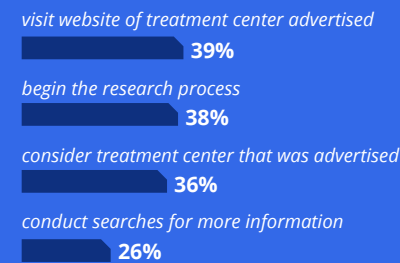 visit website of treatment center advertised
39%
begin the research process
38%
consider treatment center that was advertised
36%
conduct searches for more information
26%